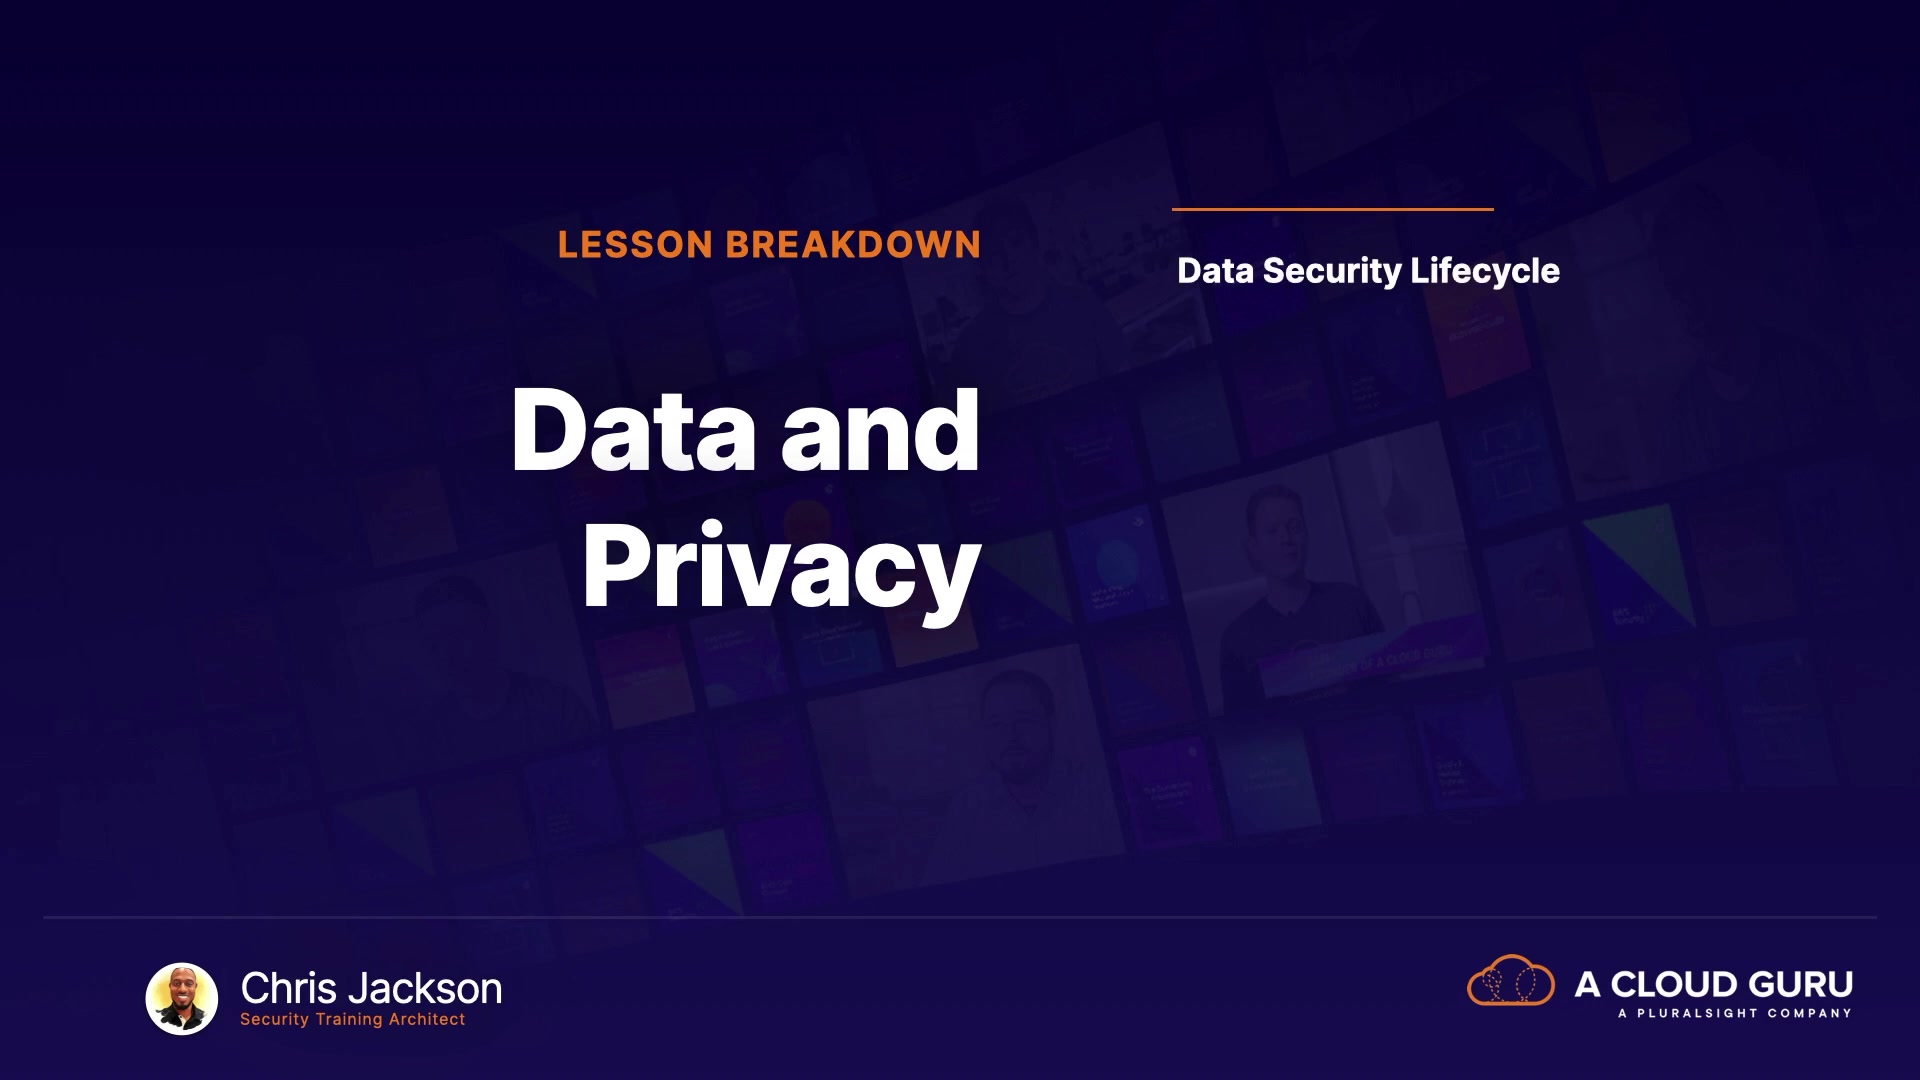 LESSON BREAKDOWN
Data and
Privacy
Data Security Lifecycle
Chris Jackson
Security Training Architect
A CLOUD GURU
A PLURALSIGHT COMPANY